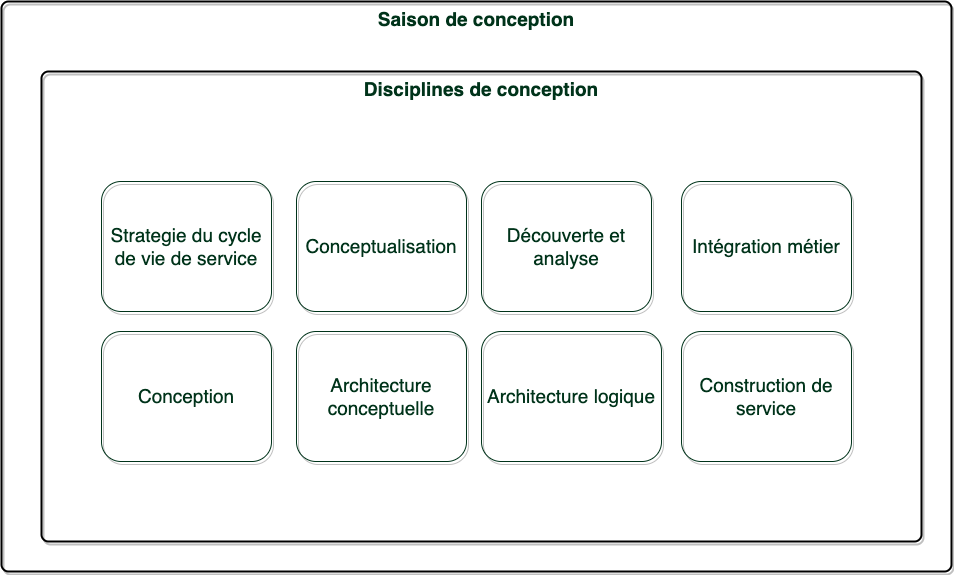 Saison de conception
Disciplines de conception
Strategie du cycle
de vie de service
Conceptualisation
Découverte et
analyse
Intégration métier
Conception
Architecture
conceptuelle
Architecture logique
Construction de
service